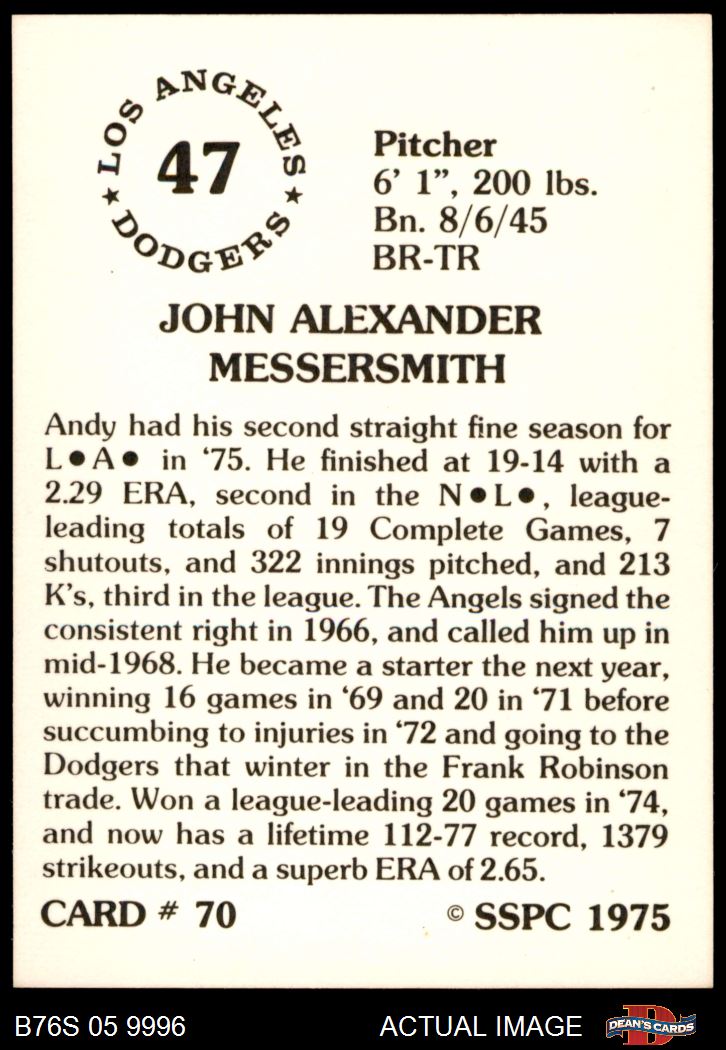 ★ LOS ANGELES ★
DODGERS
47
Pitcher
6’ 1”, 200 lbs.
Bn. 8/6/45
BR-TR
JOHN ALEXANDER
MESSERSMITH
Andy had his second straight fine season for
L●A● in ‘75. He finished at 19-14 with a
2.29 ERA, second in the N●L●, league-
leading totals of 19 Complete Games, 7
shutouts, and 322 innings pitched, and 213
K’s, third in the league. The Angels signed the
consistent right in 1966, and called him up in
mid-1968. He became a starter the next year,
winning 16 games in ‘69 and 20 in ‘71 before
succumbing to injuries in ‘72 and going to the
Dodgers that winter in the Frank Robinson
trade. Won a league-leading 20 games in ‘74,
and now has a lifetime 112-77 record, 1379
strikeouts, and a superb ERA of 2.65.
CARD # 70 © SSPC 1975
B76S 05 9996 ACTUAL IMAGE D DEAN'S CARDS